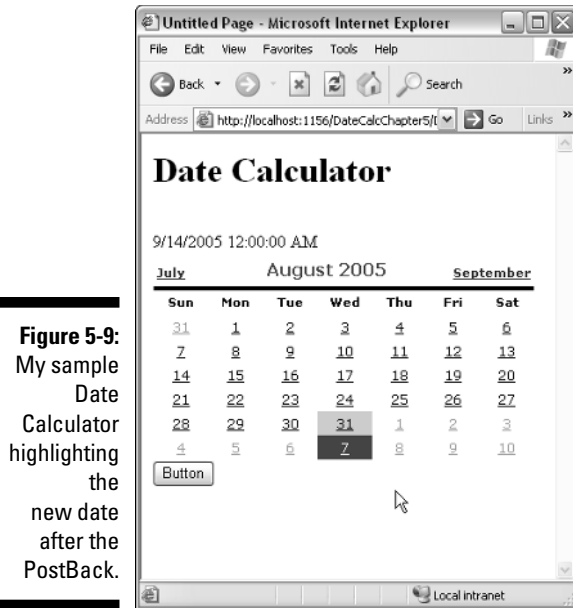 Untitled Page - Microsoft Internet Explorer
File Edit View Favorites Tools Help
Back Search »
Address http://localhost:1156/DateCalcChapter5/ Go Links »
Date Calculator
9/14/2005 12:00:00 AM
July August 2005 September
Sun Mon Tue Wed Thu Fri Sat
31 1 2 3 4 5 6
7 8 9 10 11 12 13
14 15 16 17 18 19 20
21 22 23 24 25 26 27
28 29 30 31 1 2 3
4 5 6 7 8 9 10
Button
Local intranet
Figure 5-9:
My sample
Date
Calculator
highlighting
the
new date
after the
PostBack.